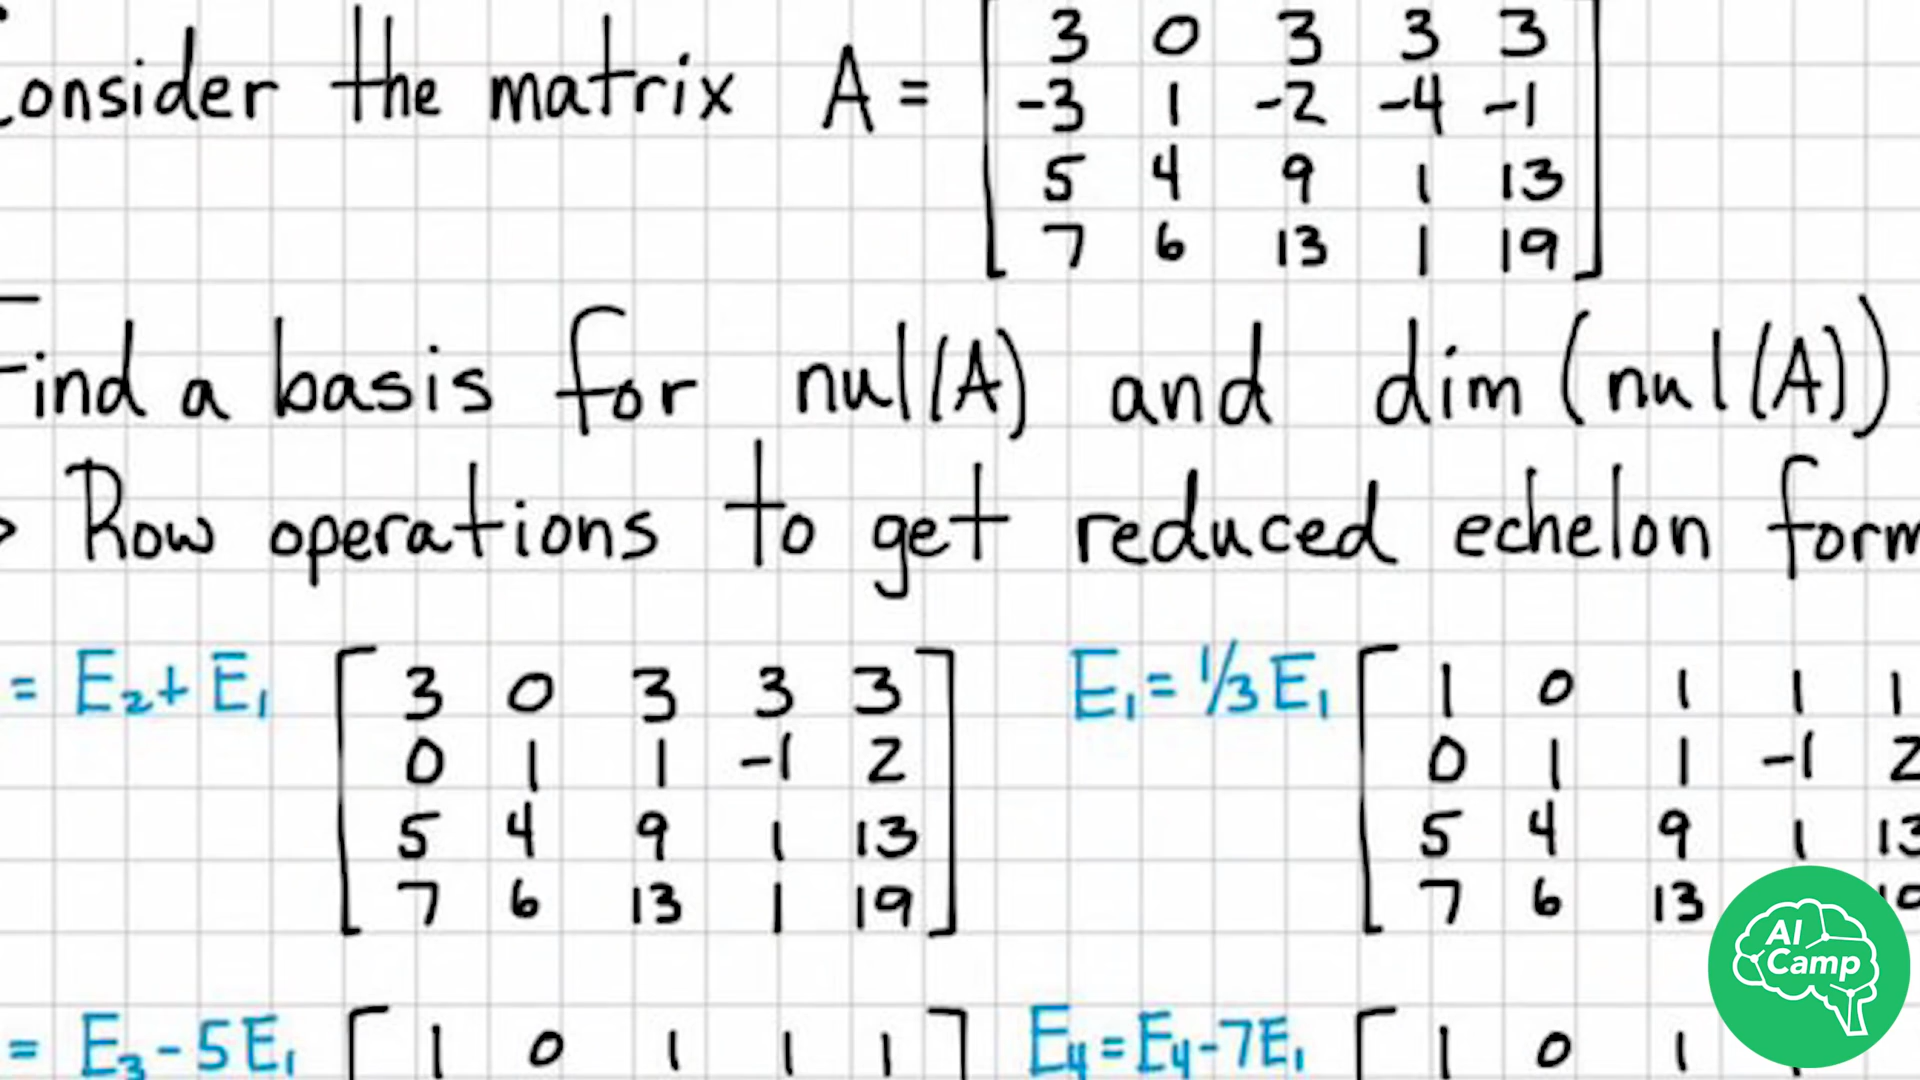 onsider the matrix A =
3 0 3 3 3
-3 1 -2 -4 -1
5 4 9 1 13
7 6 13 1 19
Find a basis for nul(A) and dim(nul(A))
Row operations to get reduced echelon form
= E2+E1
3 0 3 3 3
0 1 1 -1 2
5 4 9 1 13
7 6 13 1 19
E1=1/3E1
1 0 1 1 1
0 1 1 -1 2
5 4 9 1 13
7 6 13
= E3-5E1
1 0 1 1 1
E4=E4-7E1
1 0 1
AI
Camp